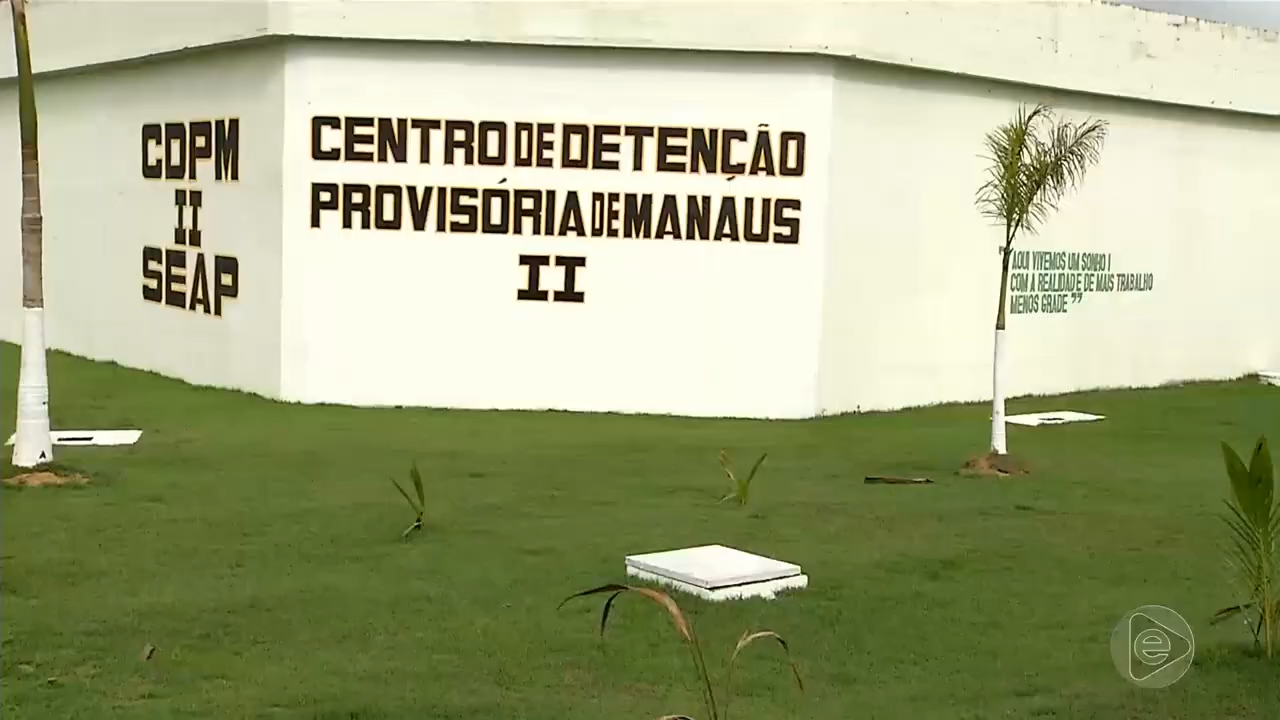 CDPM
II
SEAP
CENTRO DE DETENÇÃO
PROVISÓRIA DE MANAUS
II
"AQUI VIVEMOS UM SONHO !
COM A REALIDADE DE MAIS TRABALHO
MENOS GRADE"
e